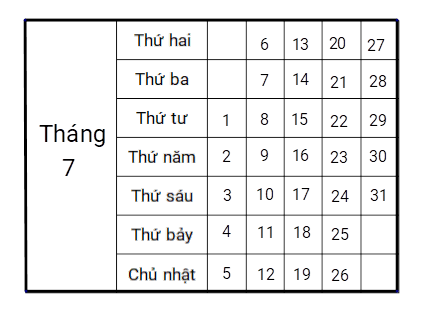 Tháng
7
Thứ hai 6 13 20 27
Thứ ba 7 14 21 28
Thứ tư 1 8 15 22 29
Thứ năm 2 9 16 23 30
Thứ sáu 3 10 17 24 31
Thứ bảy 4 11 18 25
Chủ nhật 5 12 19 26